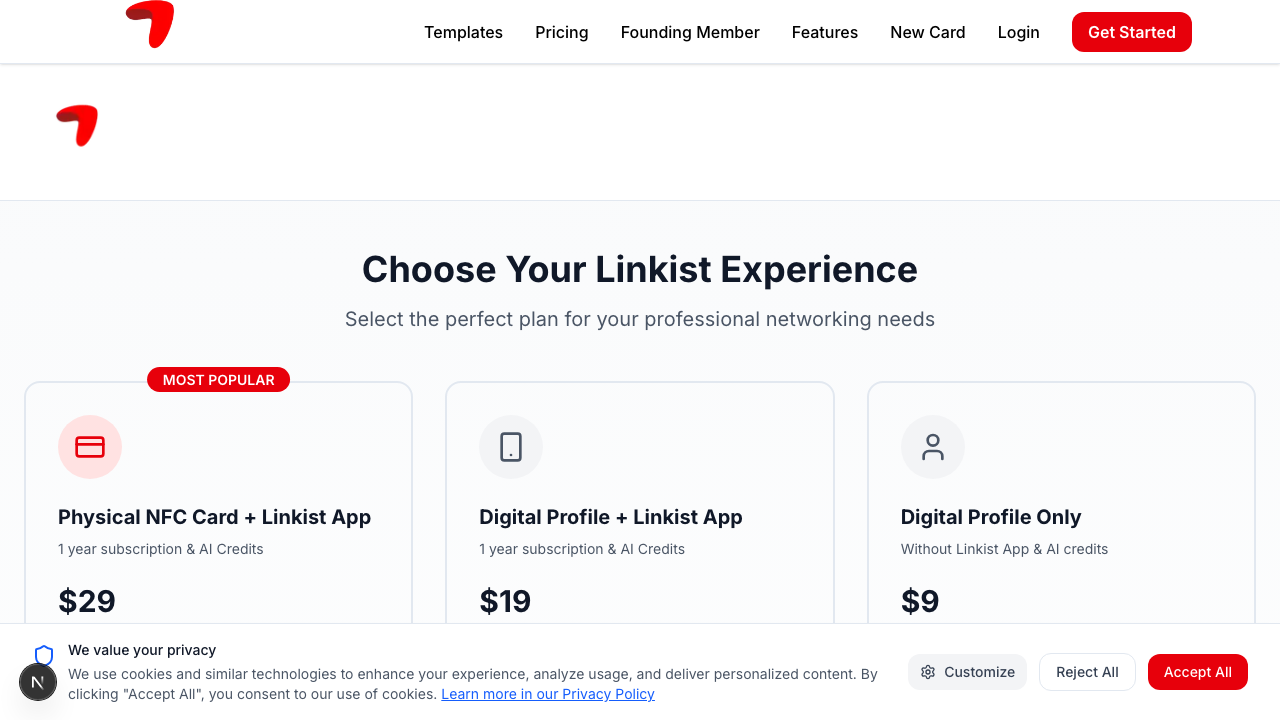 Templates
Pricing
Founding Member
Features
New Card
Login
Get Started
Choose Your Linkist Experience
Select the perfect plan for your professional networking needs
MOST POPULAR
Physical NFC Card + Linkist App
1 year subscription & AI Credits
$29
Digital Profile + Linkist App
1 year subscription & AI Credits
$19
Digital Profile Only
Without Linkist App & AI credits
$9
We value your privacy
We use cookies and similar technologies to enhance your experience, analyze usage, and deliver personalized content. By
clicking "Accept All", you consent to our use of cookies. Learn more in our Privacy Policy
Customize
Reject All
Accept All
N